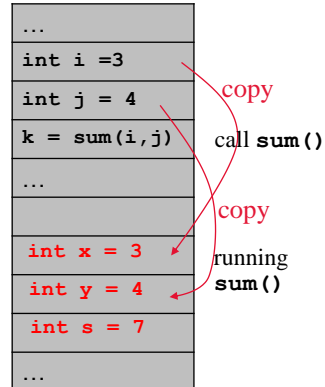 ...
int i =3
copy
int j = 4
k = sum(i,j)
call sum()
...
copy
int x = 3
running
sum()
int y = 4
int s = 7
...